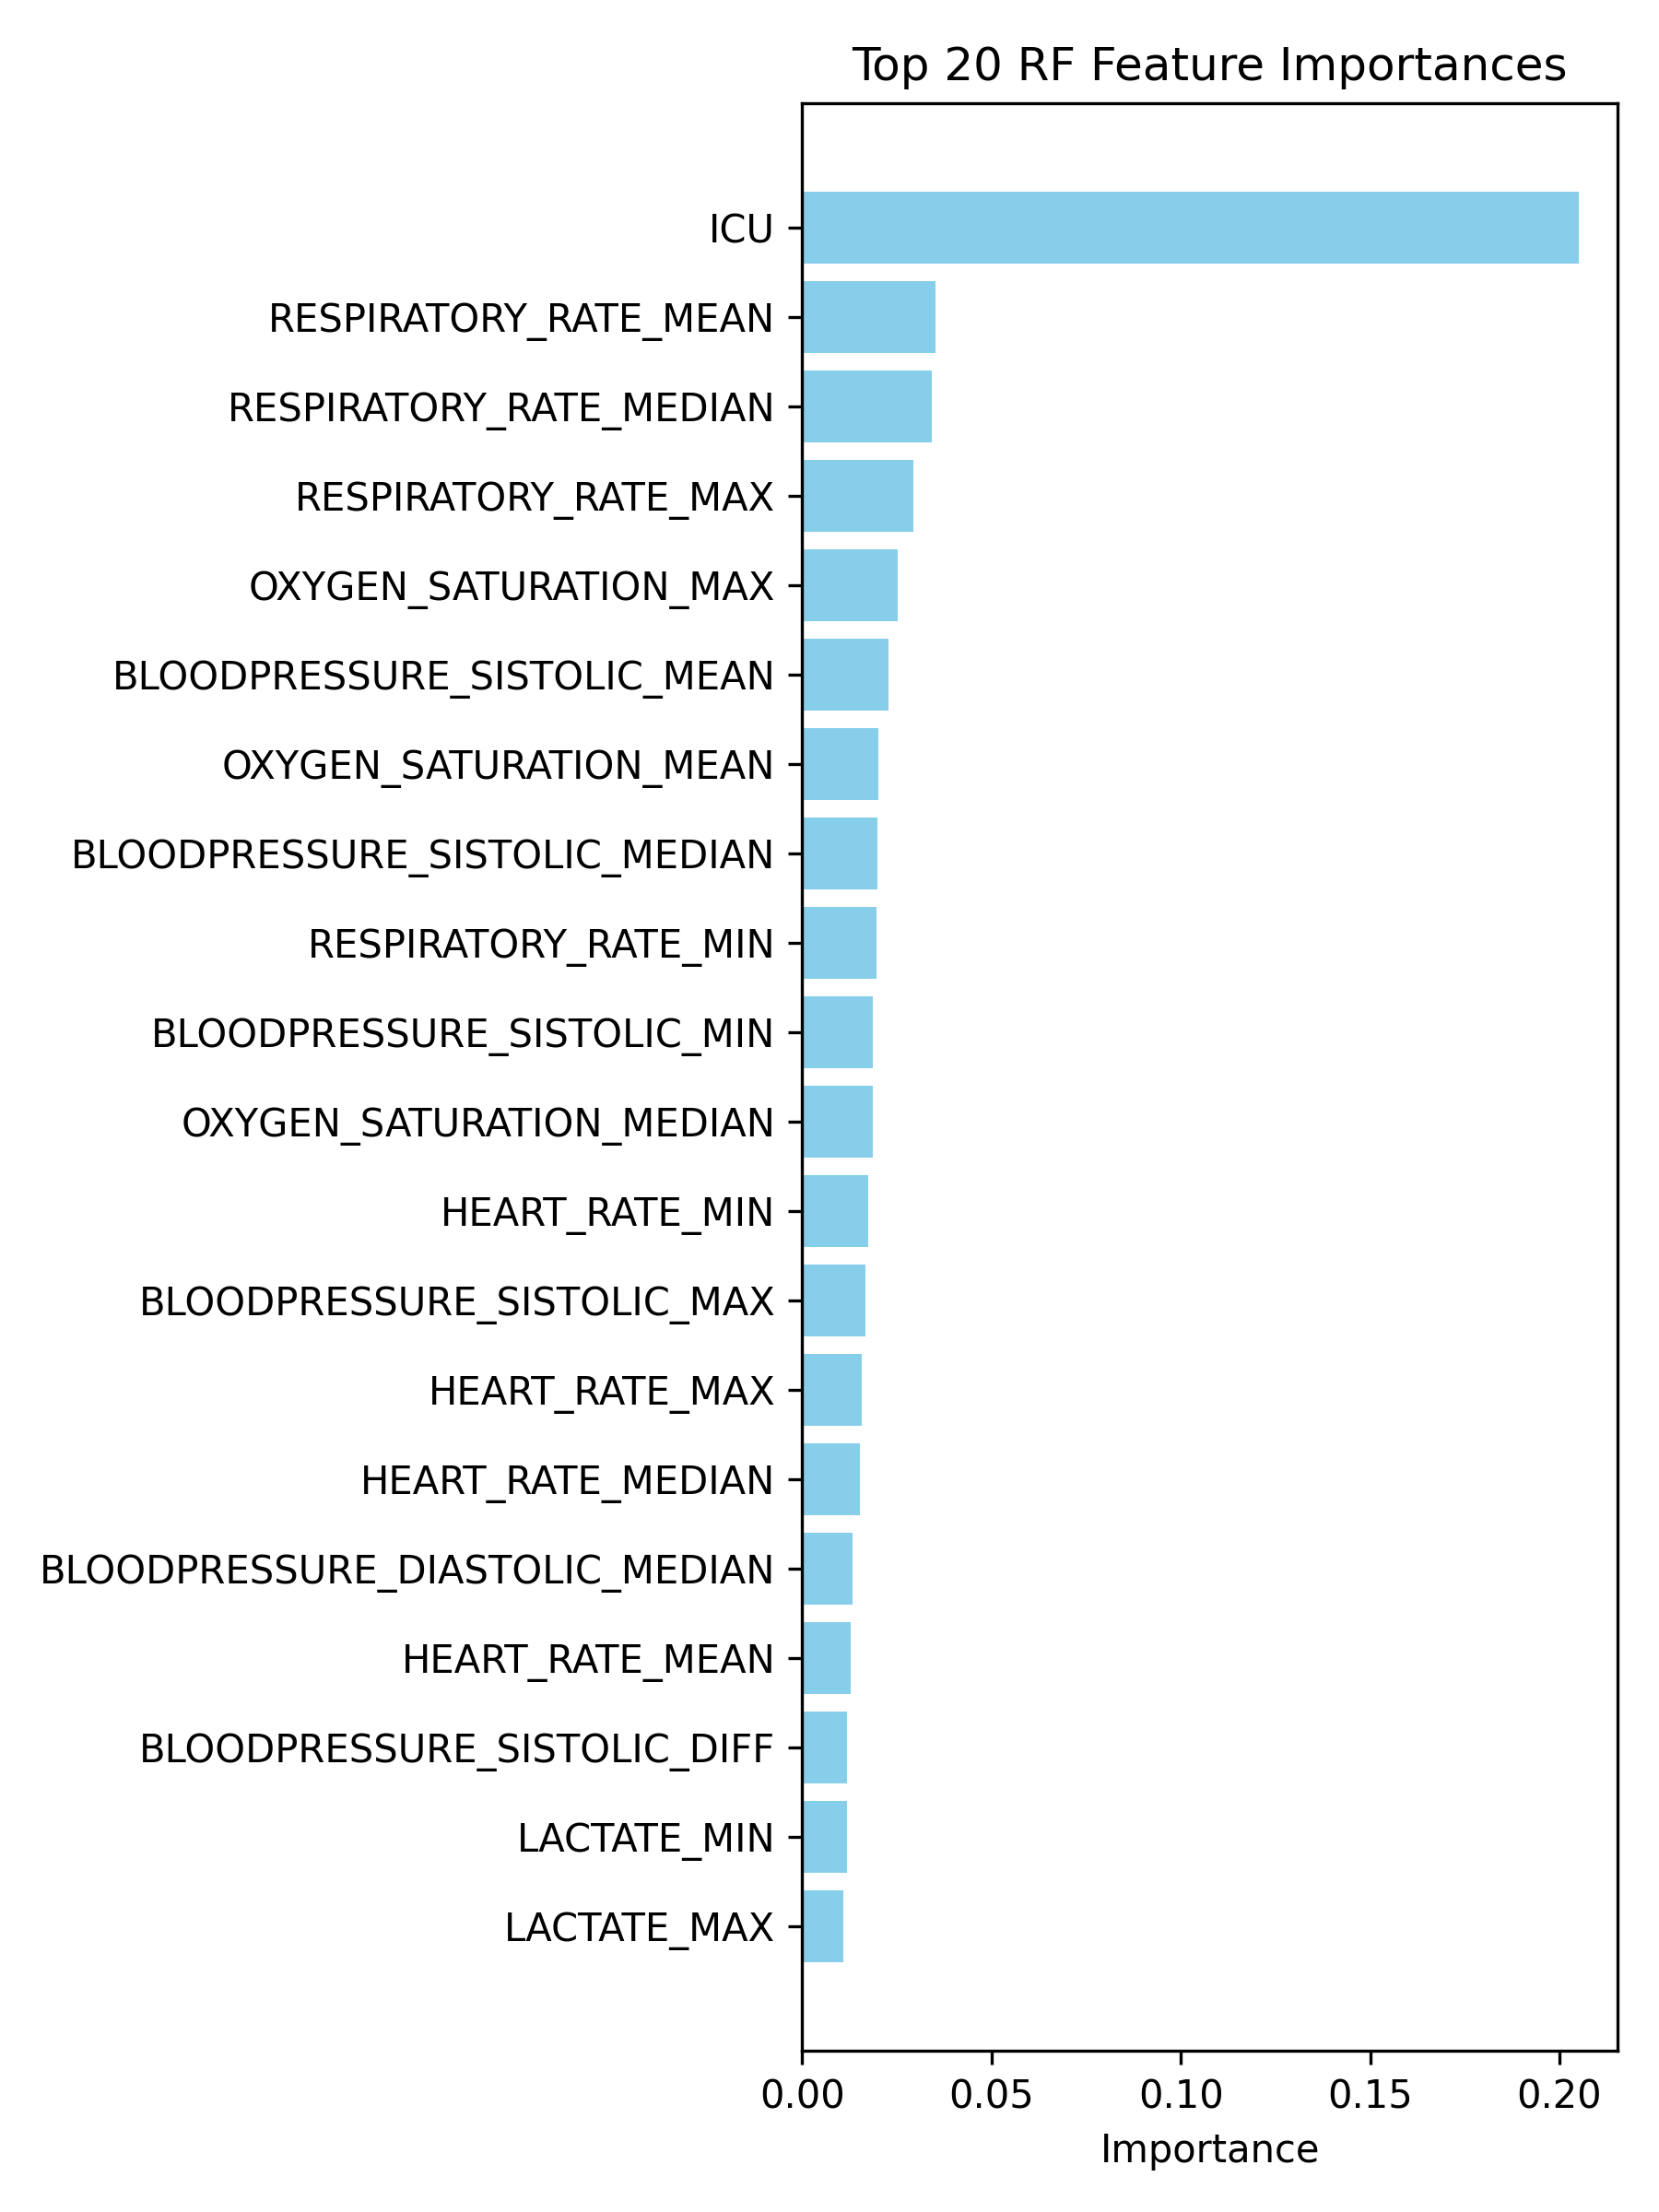 Top 20 RF Feature Importances
ICU
RESPIRATORY_RATE_MEAN
RESPIRATORY_RATE_MEDIAN
RESPIRATORY_RATE_MAX
OXYGEN_SATURATION_MAX
BLOODPRESSURE_SISTOLIC_MEAN
OXYGEN_SATURATION_MEAN
BLOODPRESSURE_SISTOLIC_MEDIAN
RESPIRATORY_RATE_MIN
BLOODPRESSURE_SISTOLIC_MIN
OXYGEN_SATURATION_MEDIAN
HEART_RATE_MIN
BLOODPRESSURE_SISTOLIC_MAX
HEART_RATE_MAX
HEART_RATE_MEDIAN
BLOODPRESSURE_DIASTOLIC_MEDIAN
HEART_RATE_MEAN
BLOODPRESSURE_SISTOLIC_DIFF
LACTATE_MIN
LACTATE_MAX
0.00 0.05 0.10 0.15 0.20
Importance